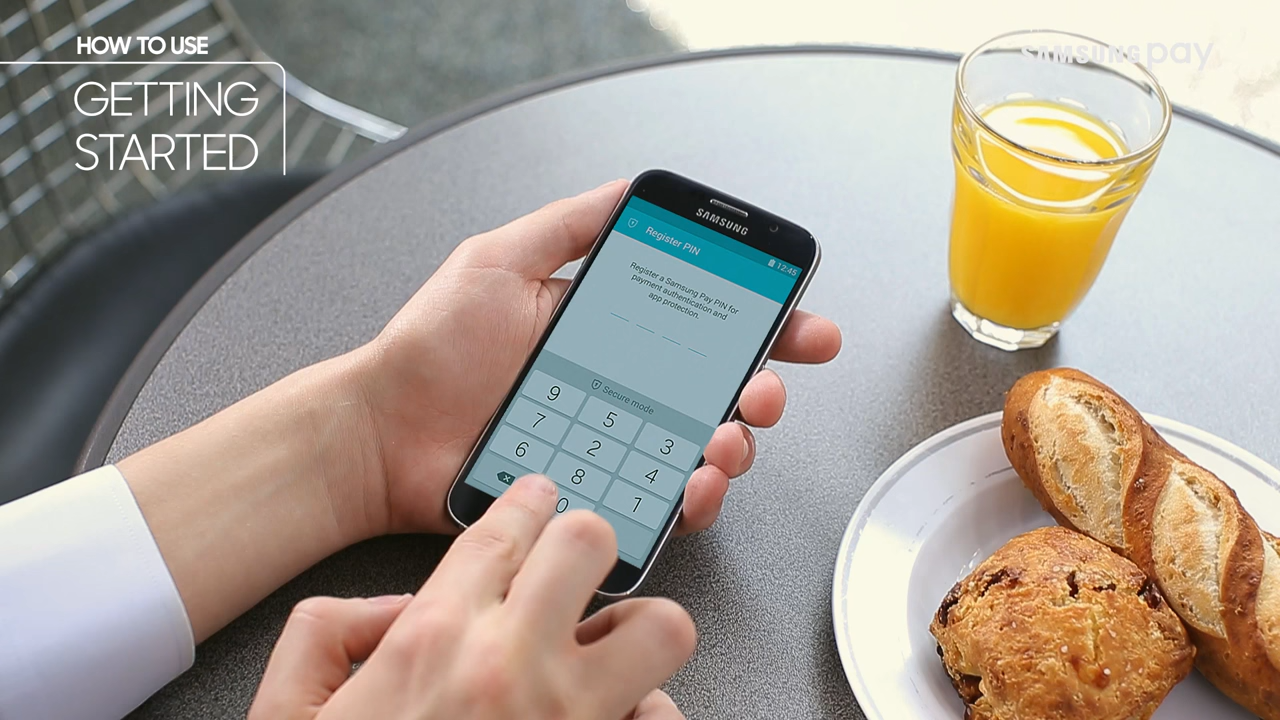 HOW TO USE
GETTING
STARTED
SAMSUNG pay
SAMSUNG
12:45
Register PIN
Register a Samsung Pay PIN for
payment authentication and
app protection.
Secure mode
9 5 3
7 2 4
6 8 1
0